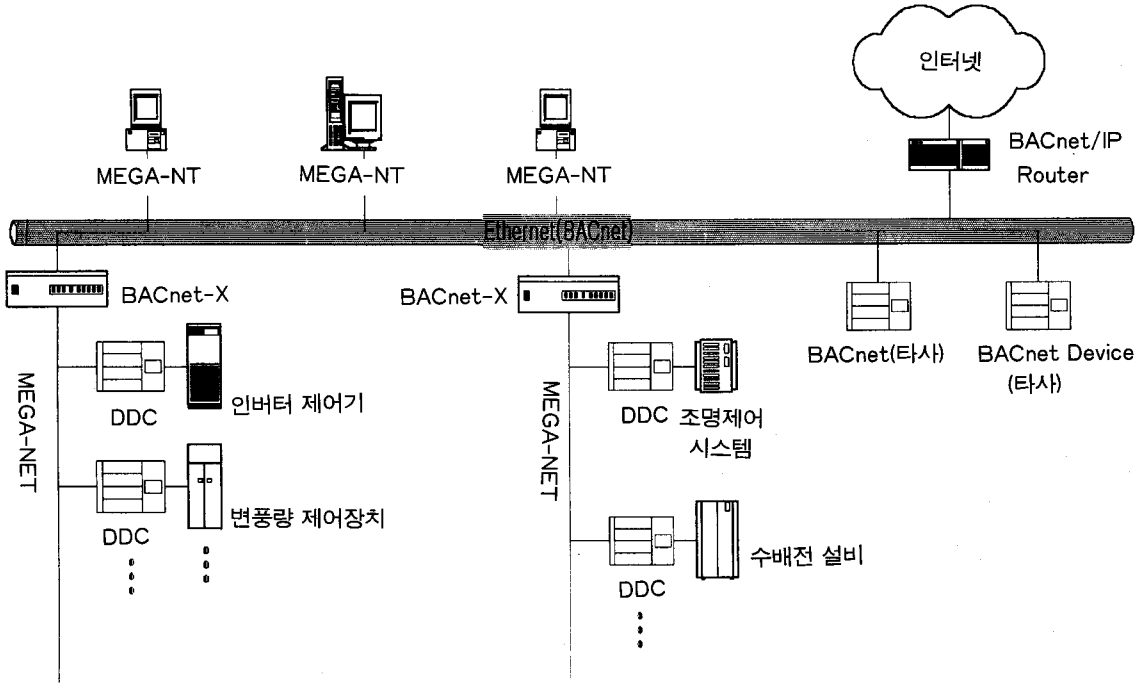 인터넷
BACnet/IP
Router
MEGA-NT
MEGA-NT
MEGA-NT
Ethernet(BACnet)
BACnet-X
BACnet-X
BACnet(타사)
BACnet Device
(타사)
MEGA-NET
DDC
인버터 제어기
DDC
변풍량 제어장치
MEGA-NET
DDC
조명제어
시스템
DDC
수배전 설비